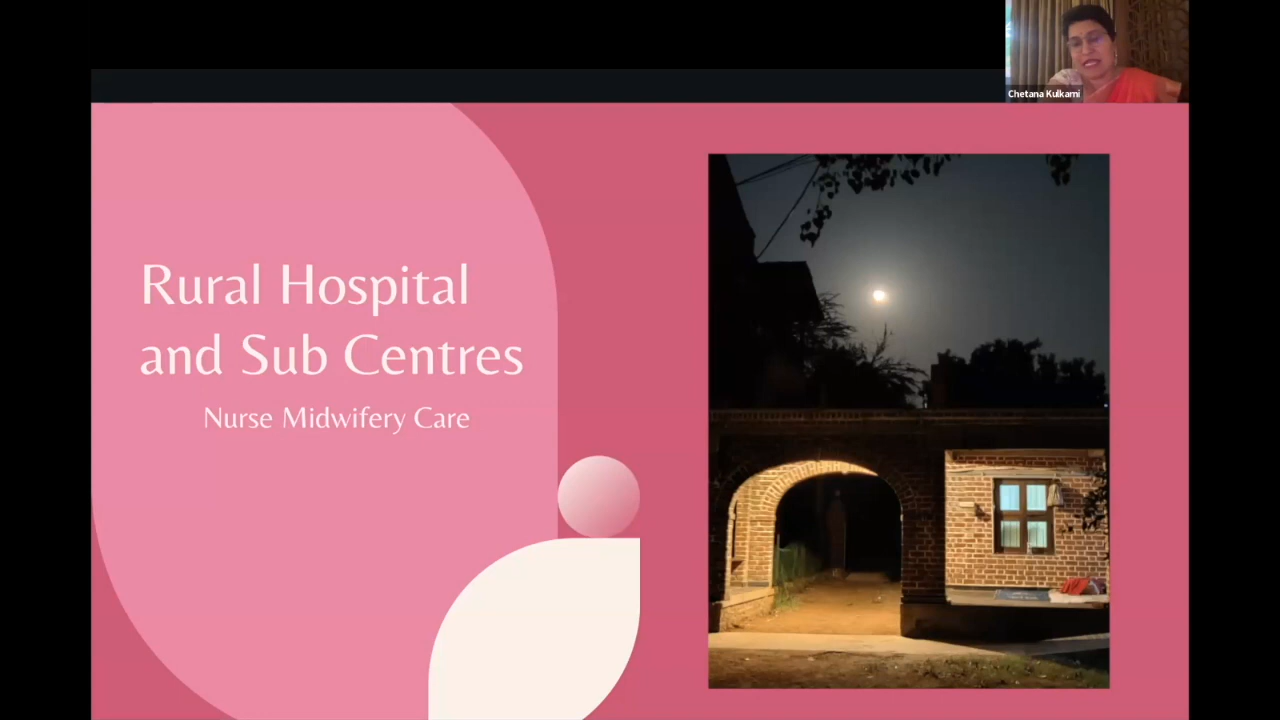 Chetana Kulkarni
Rural Hospital
and Sub Centres
Nurse Midwifery Care